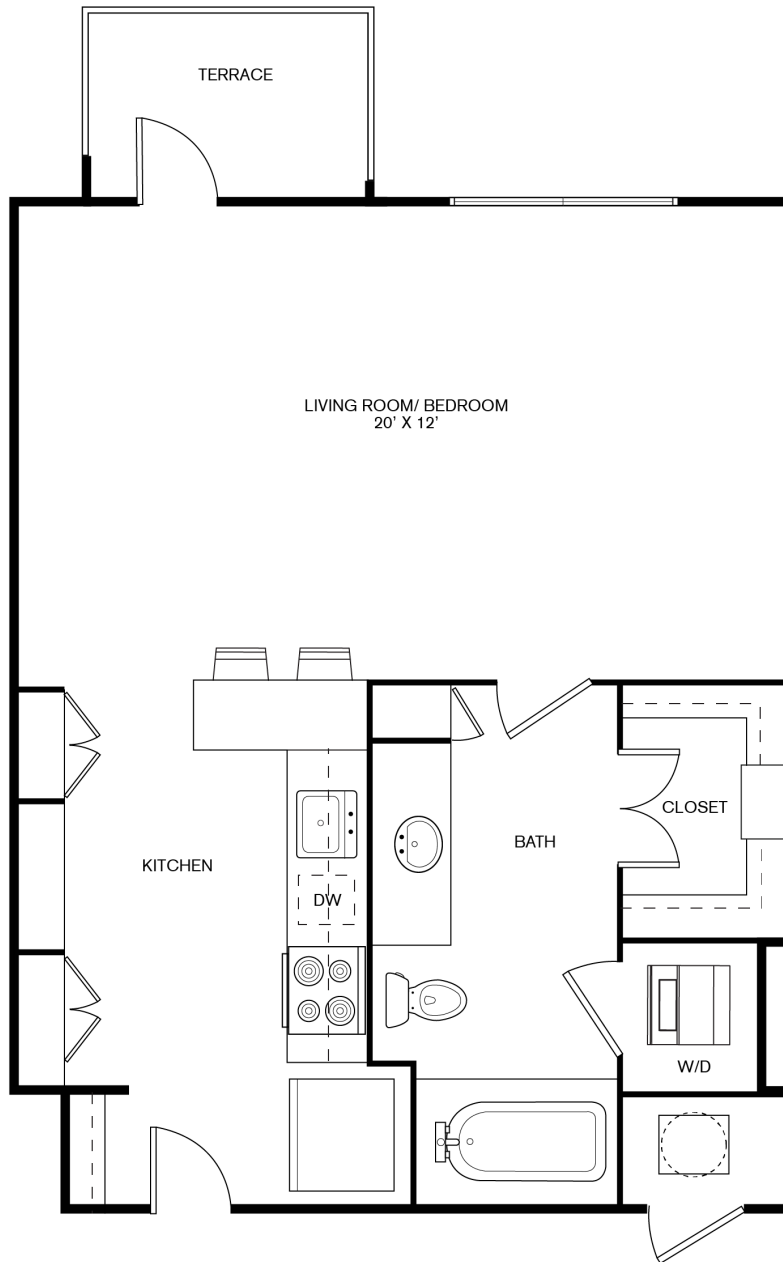 TERRACE
LIVING ROOM/ BEDROOM
20' X 12'
CLOSET
BATH
KITCHEN
DW
W/D